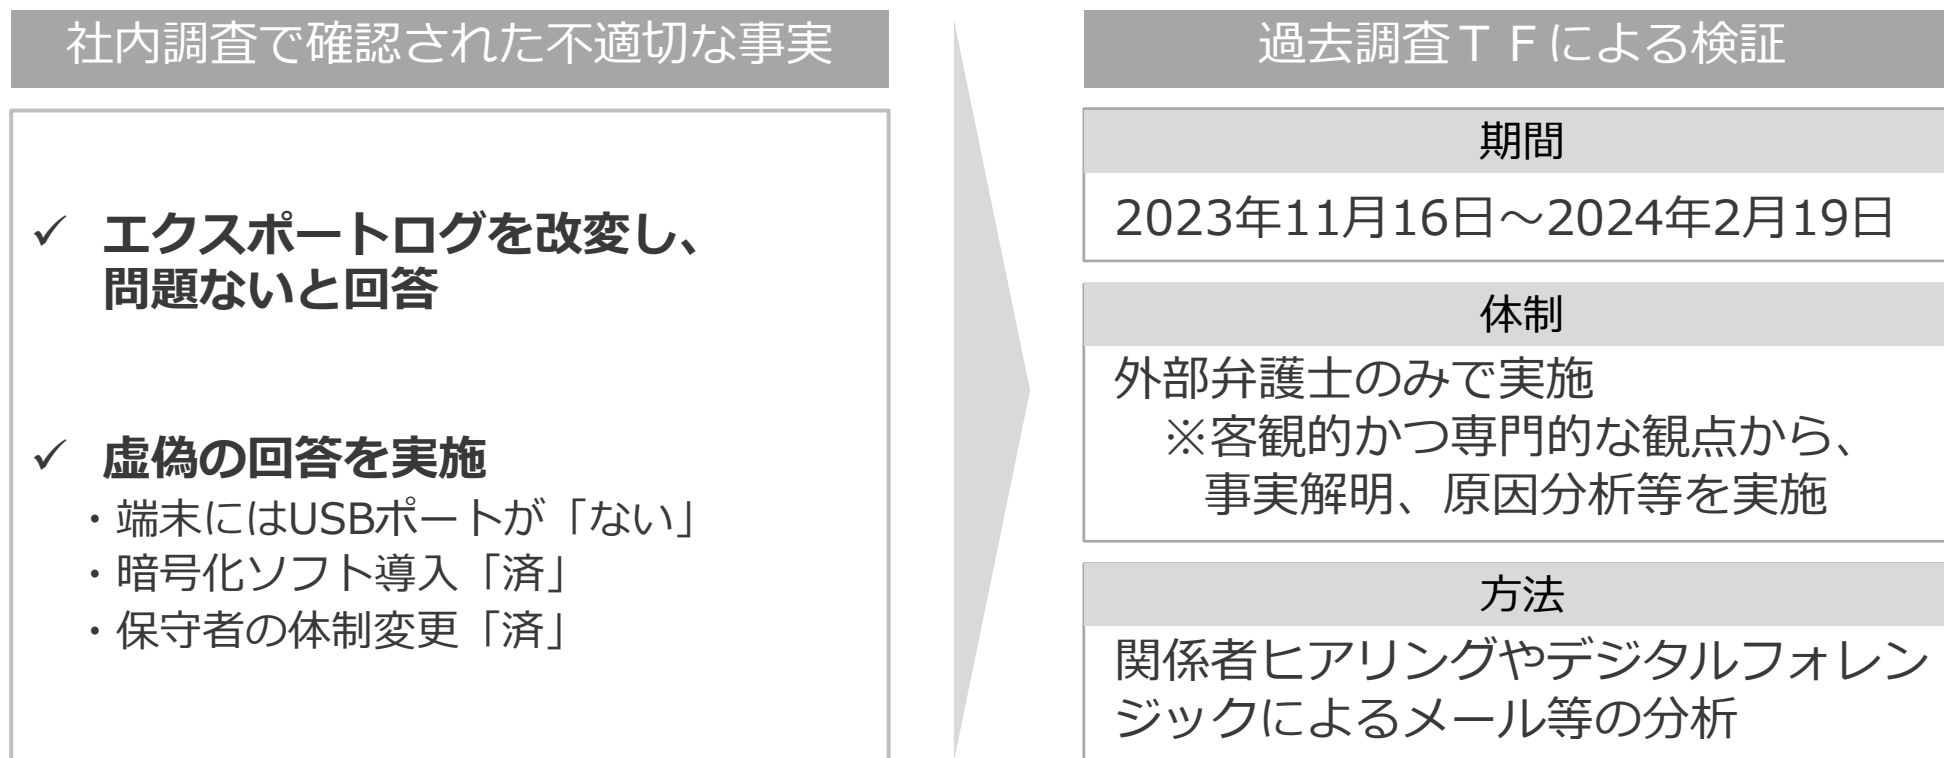 社内調査で確認された不適切な事実
✓ エクスポートログを改変し、
問題ないと回答
✓ 虚偽の回答を実施
・端末にはUSBポートが「ない」
・暗号化ソフト導入「済」
・保守者の体制変更「済」
過去調査ＴＦによる検証
期間
2023年11月16日～2024年2月19日
体制
外部弁護士のみで実施
※客観的かつ専門的な観点から、
事実解明、原因分析等を実施
方法
関係者ヒアリングやデジタルフォレン
ジックによるメール等の分析